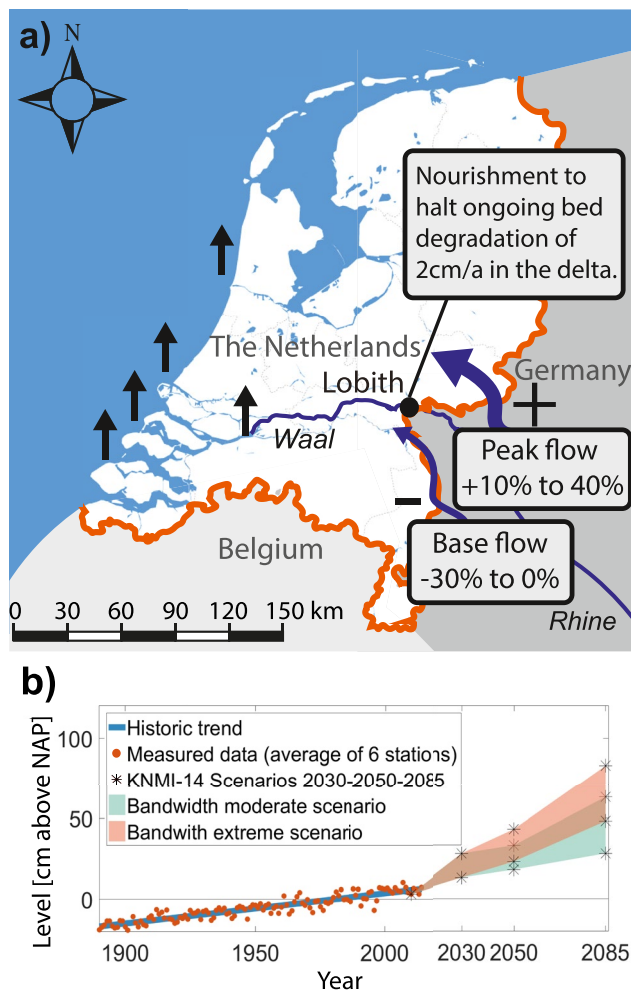 a)
N
Nourishment to
halt ongoing bed
degradation of
2cm/a in the delta.
The Netherlands
Germany
Lobith
+
Waal
Peak flow
+10% to 40%
-
Base flow
-30% to 0%
Belgium
0 30 60 90 120 150 km
Rhine
b)
Level [cm above NAP]
100
50
0
Historic trend
Measured data (average of 6 stations)
KNMI-14 Scenarios 2030-2050-2085
Bandwidth moderate scenario
Bandwith extreme scenario
1900 1950 2000 2030 2050 2085
Year